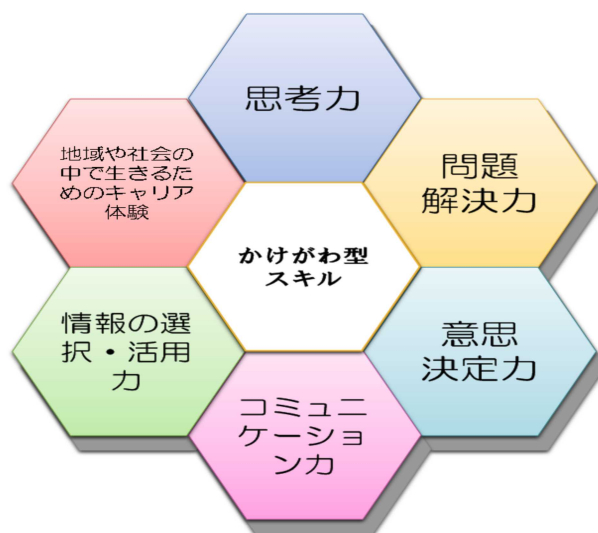 思考力
問題
解決力
意思
決定力
コミュニ
ケーショ
ン力
情報の選
択・活用
力
地域や社会の
中で生きるた
めのキャリア
体験
かけがわ型
スキル